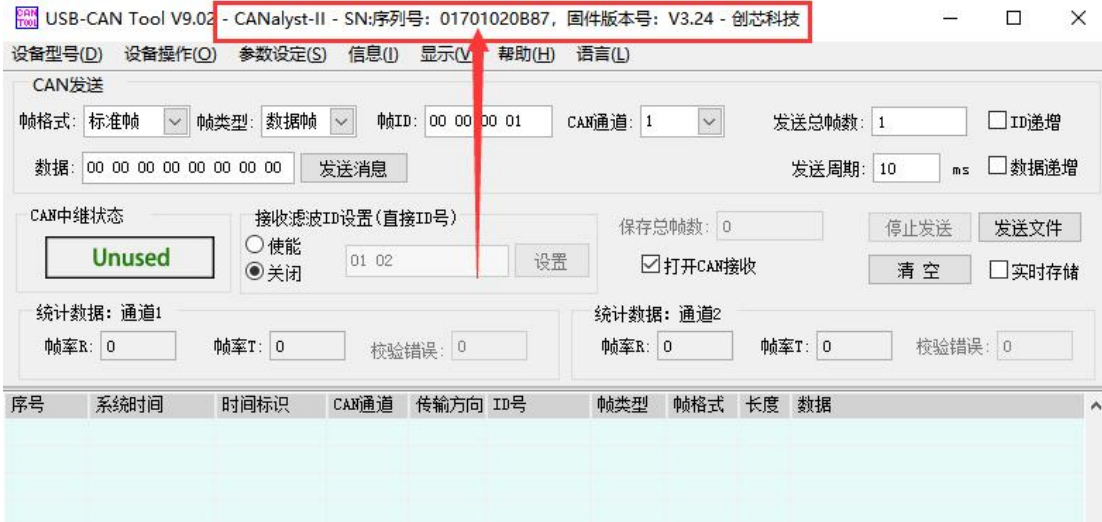 CAN TOOL USB-CAN Tool V9.02 - CANalyst-II - SN:序列号: 01701020B87, 固件版本号: V3.24 - 创芯科技
设备型号(D) 设备操作(O) 参数设定(S) 信息(I) 显示(V) 帮助(H) 语言(L)
CAN发送
帧格式: 标准帧 帧类型: 数据帧 帧ID: 00 00 00 01 CAN通道: 1 发送总帧数: 1 ID递增
数据: 00 00 00 00 00 00 00 00 发送消息 发送周期: 10 ms 数据递增
CAN中继状态 接收滤波ID设置(直接ID号) 保存总帧数: 0 停止发送 发送文件
Unused 使能 01 02 设置 打开CAN接收 清空 实时存储
关闭
统计数据: 通道1 统计数据: 通道2
帧率R: 0 帧率T: 0 校验错误: 0 帧率R: 0 帧率T: 0 校验错误: 0
序号 系统时间 时间标识 CAN通道 传输方向 ID号 帧类型 帧格式 长度 数据